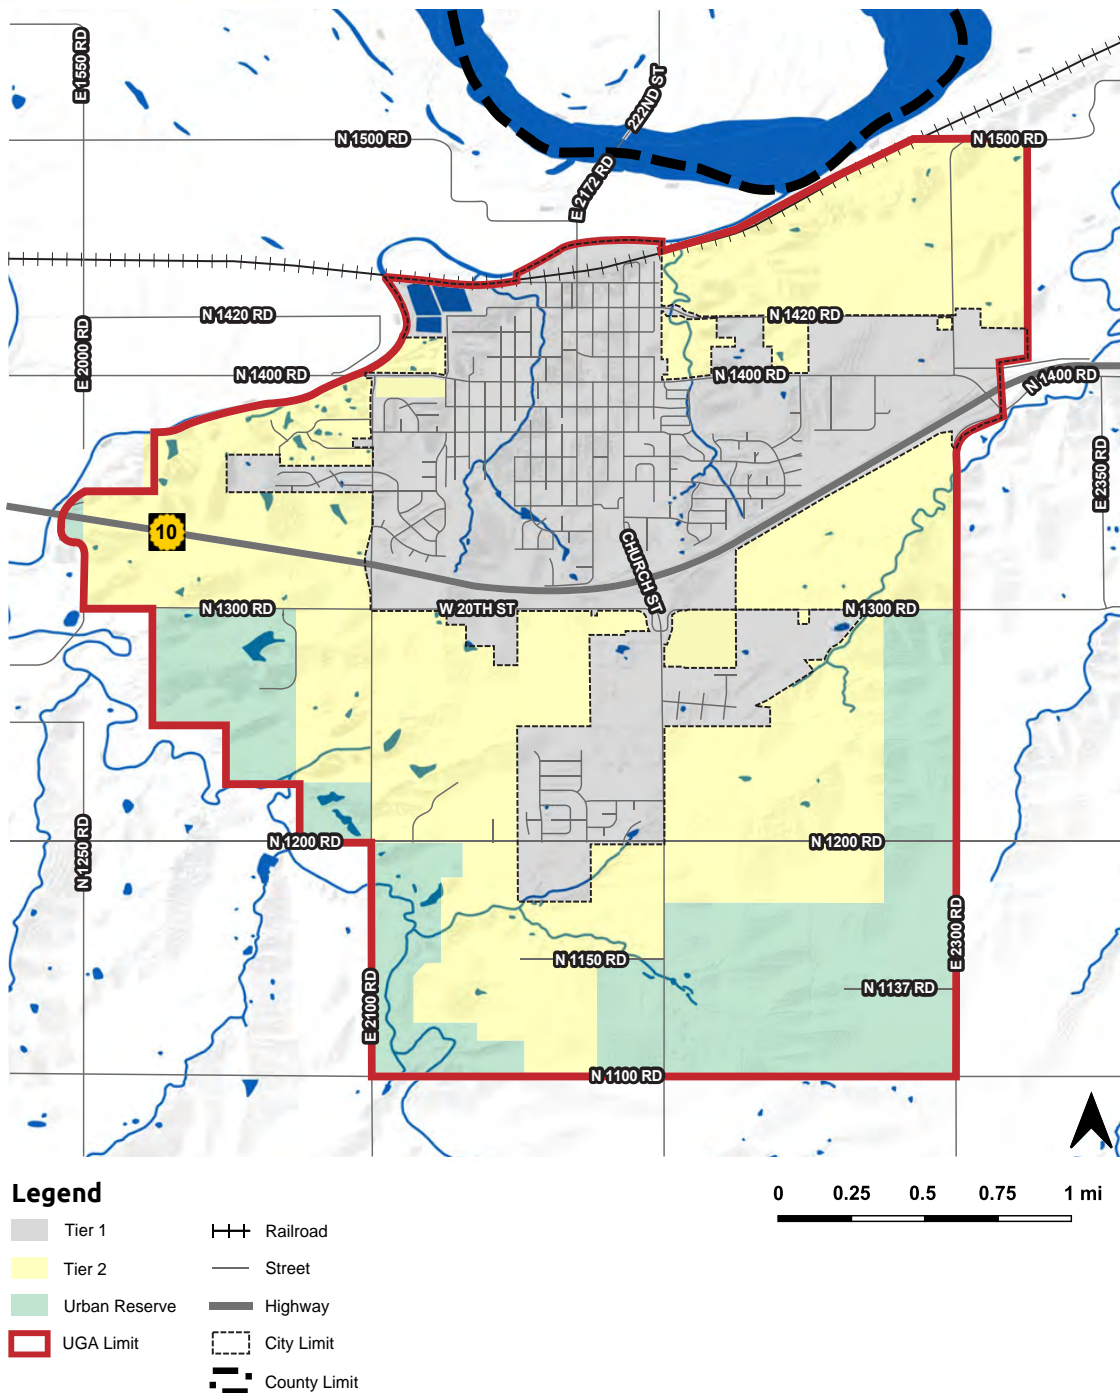 E 1550 RD
222ND ST
N 1500 RD
N 1500 RD
E 2172 RD
N 1420 RD
N 1420 RD
E 2000 RD
N 1400 RD
N 1400 RD
N 1400 RD
E 2350 RD
10
CHURCH ST
N 1300 RD
W 20TH ST
N 1300 RD
N 1250 RD
N 1200 RD
N 1200 RD
E 2300 RD
N 1150 RD
E 2100 RD
N 1137 RD
N 1100 RD
Legend
0 0.25 0.5 0.75 1 mi
Tier 1
Railroad
Tier 2
Street
Urban Reserve
Highway
UGA Limit
City Limit
County Limit